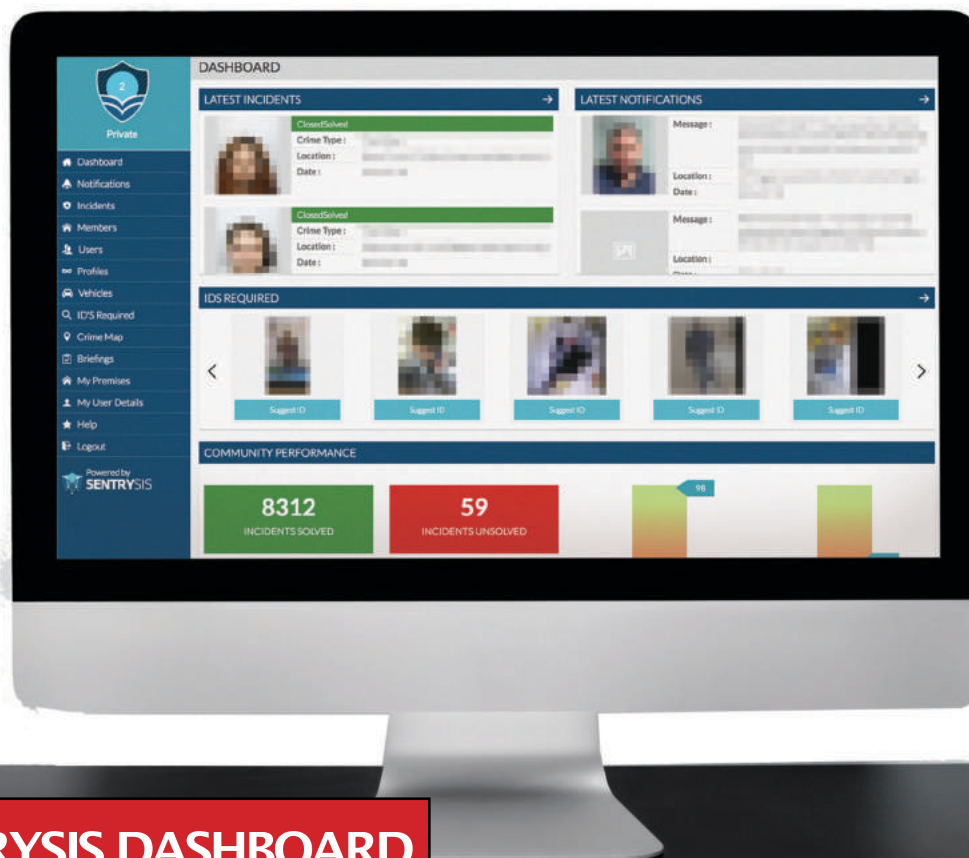 2
Private
Dashboard
Notifications
Incidents
Members
Users
Profiles
Vehicles
ID'S Required
Crime Map
Briefings
My Premises
My User Details
Help
Logout
Powered by
SENTRYSIS
DASHBOARD
LATEST INCIDENTS
ClosedSolved
Crime Type :
Location :
Date :
ClosedSolved
Crime Type :
Location :
Date :
LATEST NOTIFICATIONS
Message :
Location :
Date :
Message :
Location :
IDS REQUIRED
Suggest ID
Suggest ID
Suggest ID
Suggest ID
Suggest ID
COMMUNITY PERFORMANCE
8312
INCIDENTS SOLVED
59
INCIDENTS UNSOLVED
98
RYSIS DASHBOARD